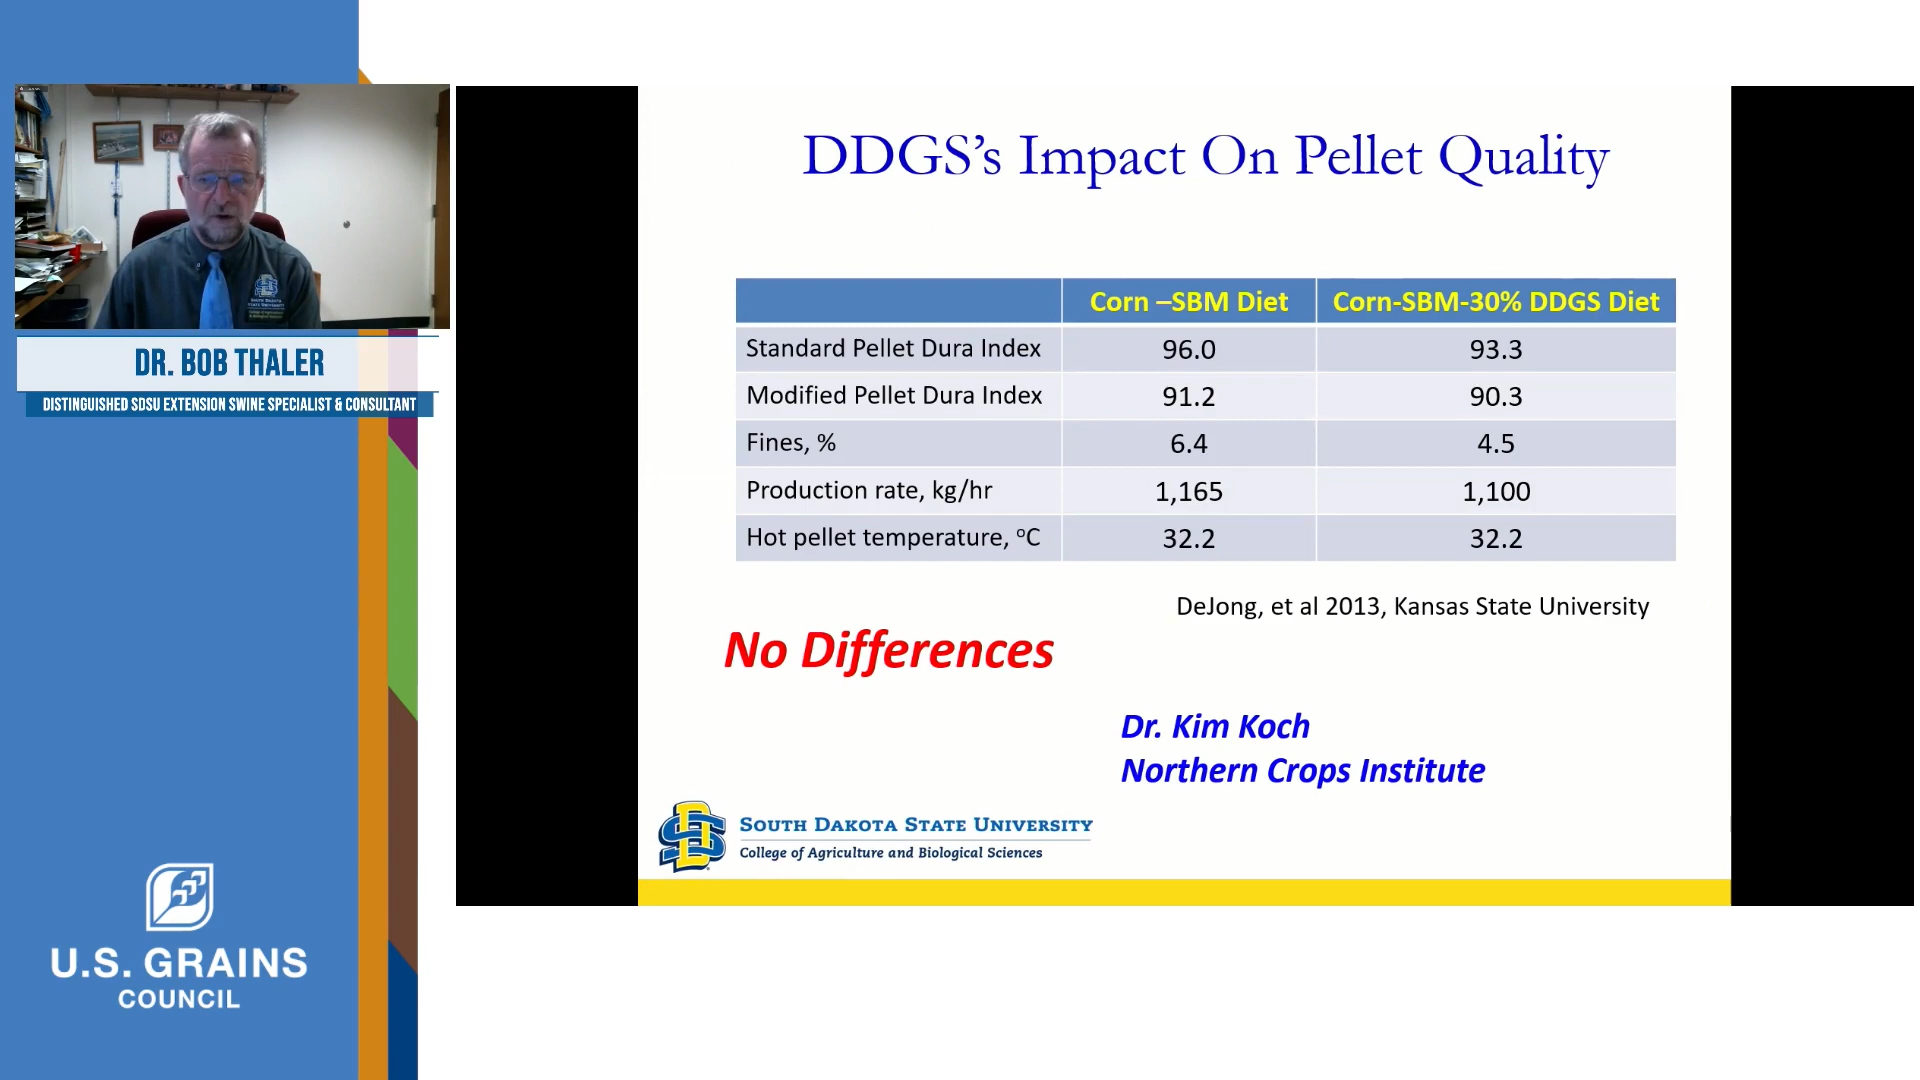 DR. BOB THALER
DISTINGUISHED SDSU EXTENSION SWINE SPECIALIST & CONSULTANT
U.S. GRAINS
COUNCIL
DDGS’s Impact On Pellet Quality
Corn –SBM Diet Corn-SBM-30% DDGS Diet
Standard Pellet Dura Index 96.0 93.3
Modified Pellet Dura Index 91.2 90.3
Fines, % 6.4 4.5
Production rate, kg/hr 1,165 1,100
Hot pellet temperature, °C 32.2 32.2
DeJong, et al 2013, Kansas State University
No Differences
Dr. Kim Koch
Northern Crops Institute
SOUTH DAKOTA STATE UNIVERSITY
College of Agriculture and Biological Sciences